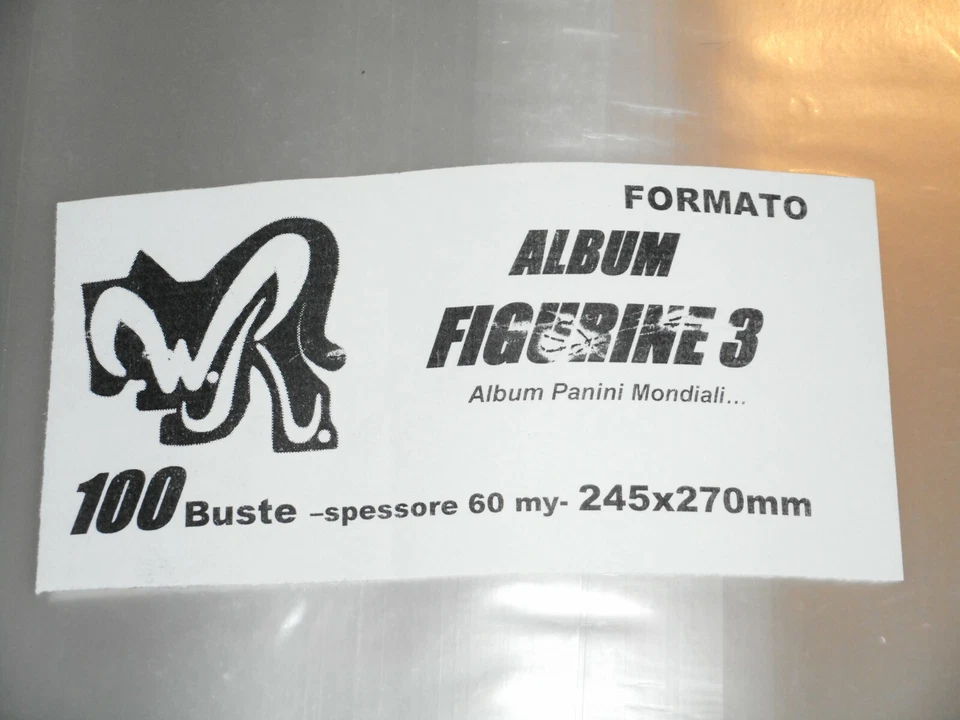 FORMATO
ALBUM
FIGURINE 3
Album Panini Mondiali...
W.R.
100 Buste –spessore 60 my- 245x270mm